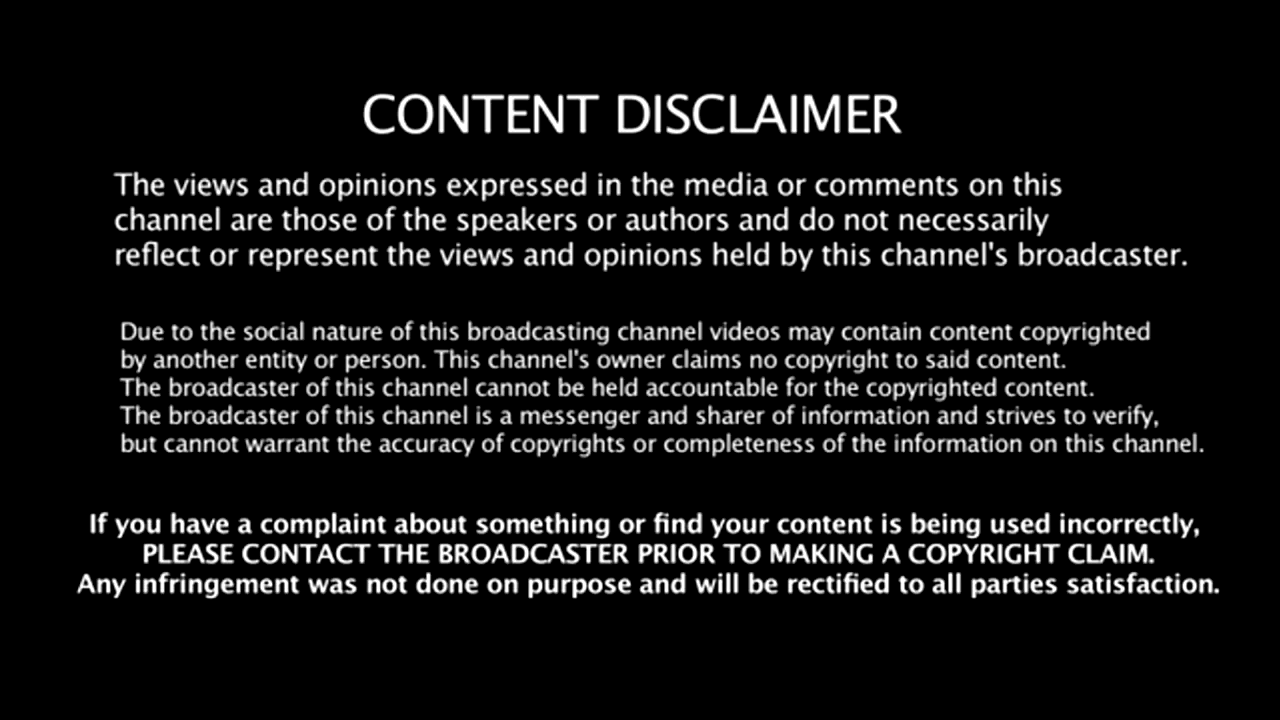 CONTENT DISCLAIMER
The views and opinions expressed in the media or comments on this
channel are those of the speakers or authors and do not necessarily
reflect or represent the views and opinions held by this channel's broadcaster.
Due to the social nature of this broadcasting channel videos may contain content copyrighted
by another entity or person. This channel's owner claims no copyright to said content.
The broadcaster of this channel cannot be held accountable for the copyrighted content.
The broadcaster of this channel is a messenger and sharer of information and strives to verify,
but cannot warrant the accuracy of copyrights or completeness of the information on this channel.
If you have a complaint about something or find your content is being used incorrectly,
PLEASE CONTACT THE BROADCASTER PRIOR TO MAKING A COPYRIGHT CLAIM.
Any infringement was not done on purpose and will be rectified to all parties satisfaction.